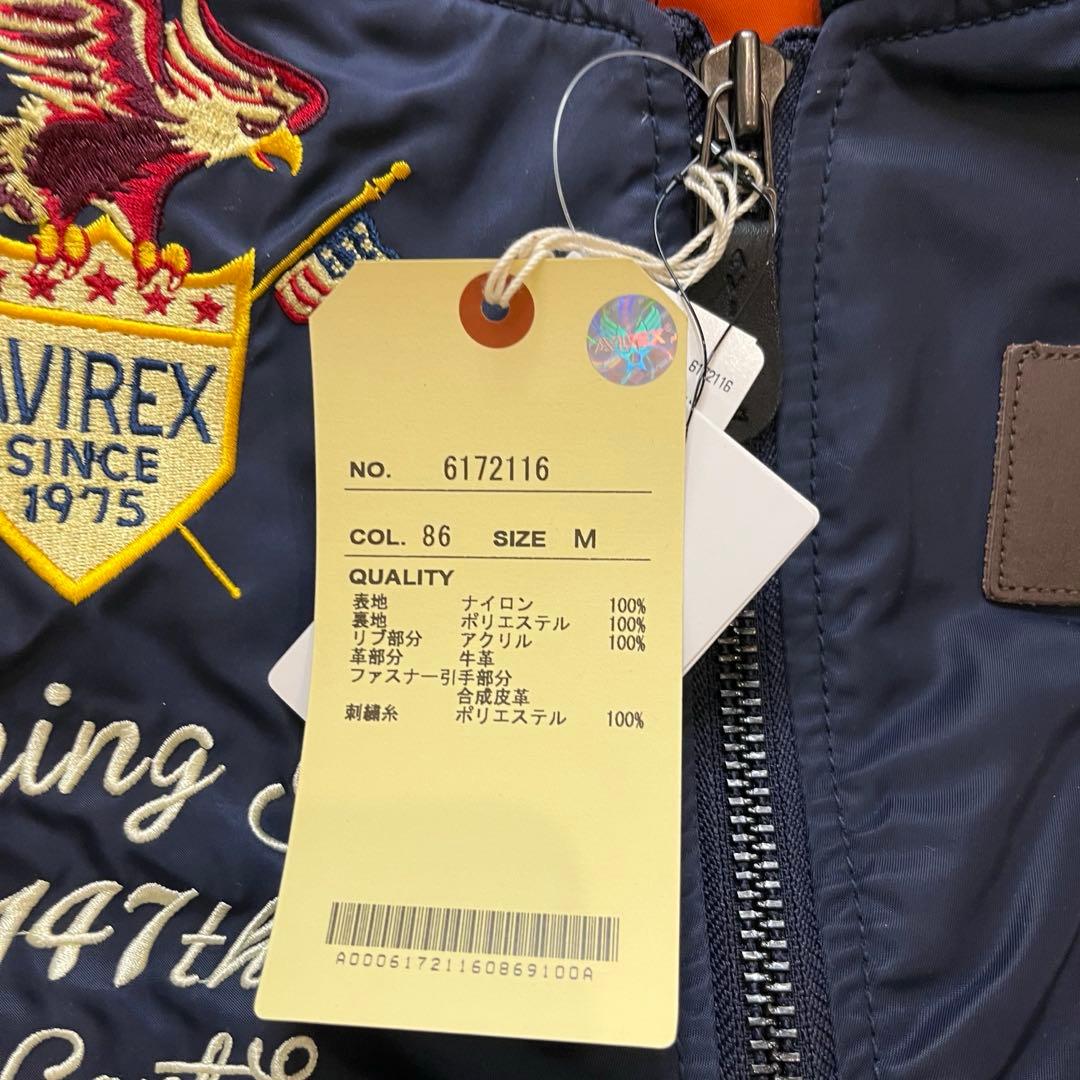 AVIREX
SINCE
1975
147th
AVIREX
6172116
NO. 6172116
COL. 86 SIZE M
QUALITY
表地 ナイロン 100%
裏地 ポリエステル 100%
リブ部分 アクリル 100%
革部分 牛革
ファスナー引手部分
合成皮革
刺繍糸 ポリエステル 100%
A0006172116086910​0A